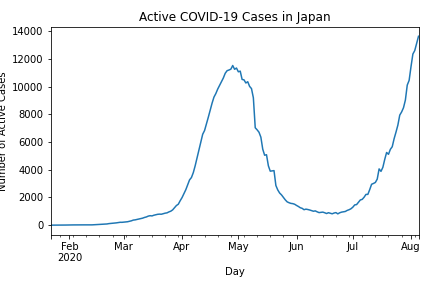 Active COVID-19 Cases in Japan
Number of Active Cases
14000
12000
10000
8000
6000
4000
2000
0
Feb Mar Apr May Jun Jul Aug
2020
Day